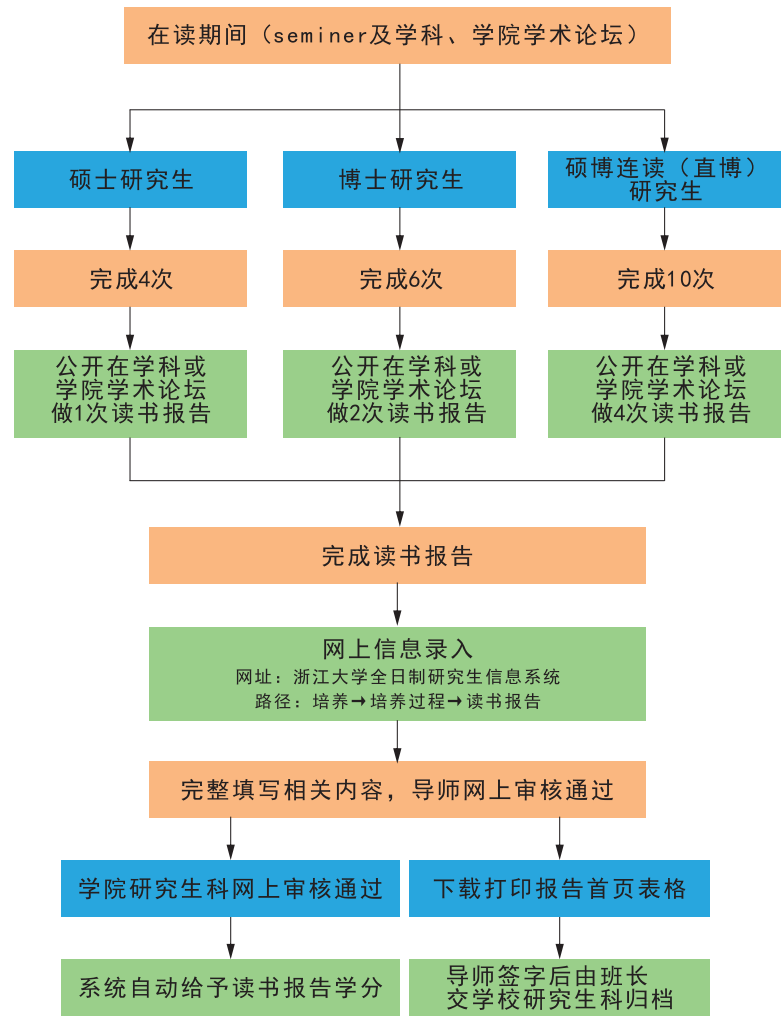 在读期间（seminer及学科、学院学术论坛）
硕士研究生
博士研究生
硕博连读（直博）
研究生
完成4次
完成6次
完成10次
公开在学科或
学院学术论坛
做1次读书报告
公开在学科或
学院学术论坛
做2次读书报告
公开在学科或
学院学术论坛
做4次读书报告
完成读书报告
网上信息录入
网址：浙江大学全日制研究生信息系统
路径：培养→培养过程→读书报告
完整填写相关内容，导师网上审核通过
学院研究生科网上审核通过
下载打印报告首页表格
系统自动给予读书报告学分
导师签字后由班长
交学校研究生科归档